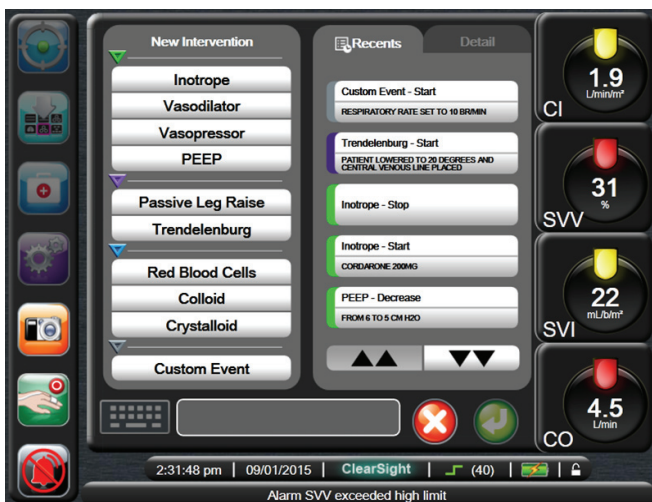 New Intervention
Inotrope
Vasodilator
Vasopressor
PEEP
Passive Leg Raise
Trendelenburg
Red Blood Cells
Colloid
Crystalloid
Custom Event
Recents
Detail
Custom Event - Start
RESPIRATORY RATE SET TO 10 BR/MIN
Trendelenburg - Start
PATIENT LOWERED TO 20 DEGREES AND
CENTRAL VENOUS LINE PLACED
Inotrope - Stop
Inotrope - Start
CORDARONE 200MG
PEEP - Decrease
FROM 6 TO 5 CM H2O
1.9
L/min/m²
CI
31
%
SVV
22
mL/b/m²
SVI
4.5
L/min
CO
2:31:48 pm | 09/01/2015 | ClearSight | (40) | |
Alarm SVV exceeded high limit